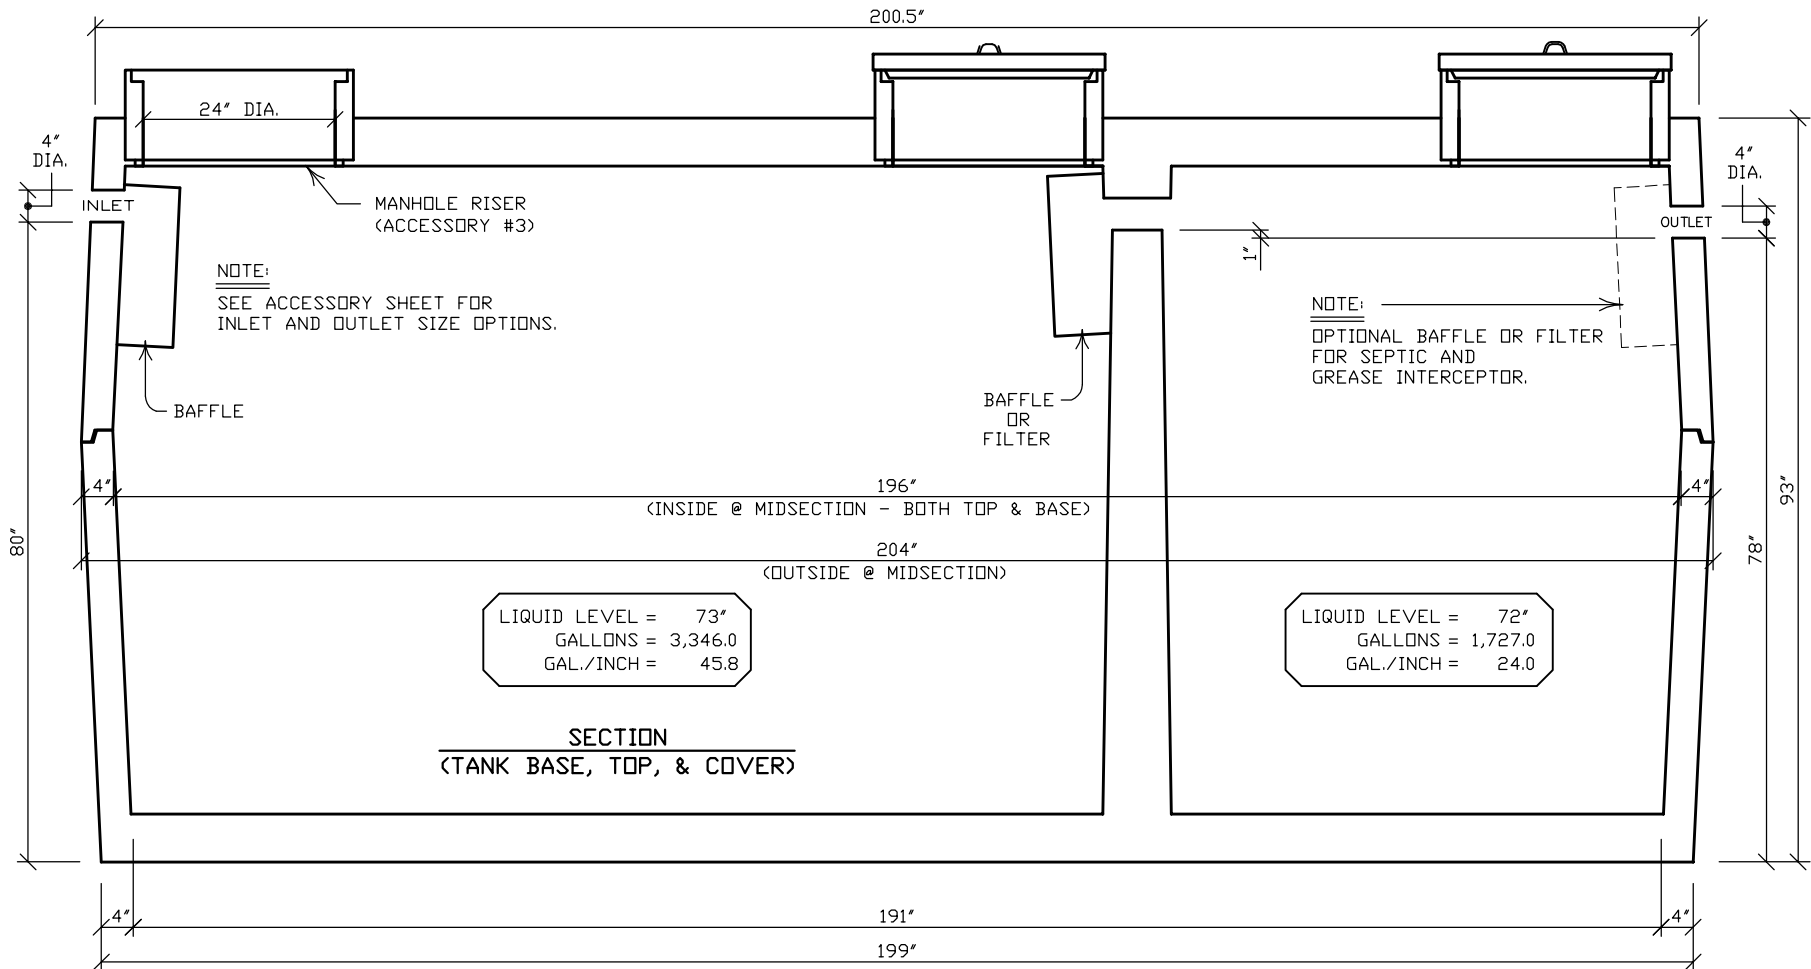 200.5"
24" DIA.
4"
DIA.
INLET
MANHOLE RISER
(ACCESSORY #3)
NOTE:
SEE ACCESSORY SHEET FOR
INLET AND OUTLET SIZE OPTIONS.
BAFFLE
BAFFLE
OR
FILTER
1"
4"
DIA.
OUTLET
NOTE:
OPTIONAL BAFFLE OR FILTER
FOR SEPTIC AND
GREASE INTERCEPTOR.
4"
196"
4"
(INSIDE @ MIDSECTION - BOTH TOP & BASE)
204"
(OUTSIDE @ MIDSECTION)
80"
78"
93"
LIQUID LEVEL = 73"
GALLONS = 3,346.0
GAL./INCH = 45.8
LIQUID LEVEL = 72"
GALLONS = 1,727.0
GAL./INCH = 24.0
SECTION
(TANK BASE, TOP, & COVER)
4"
191"
4"
199"